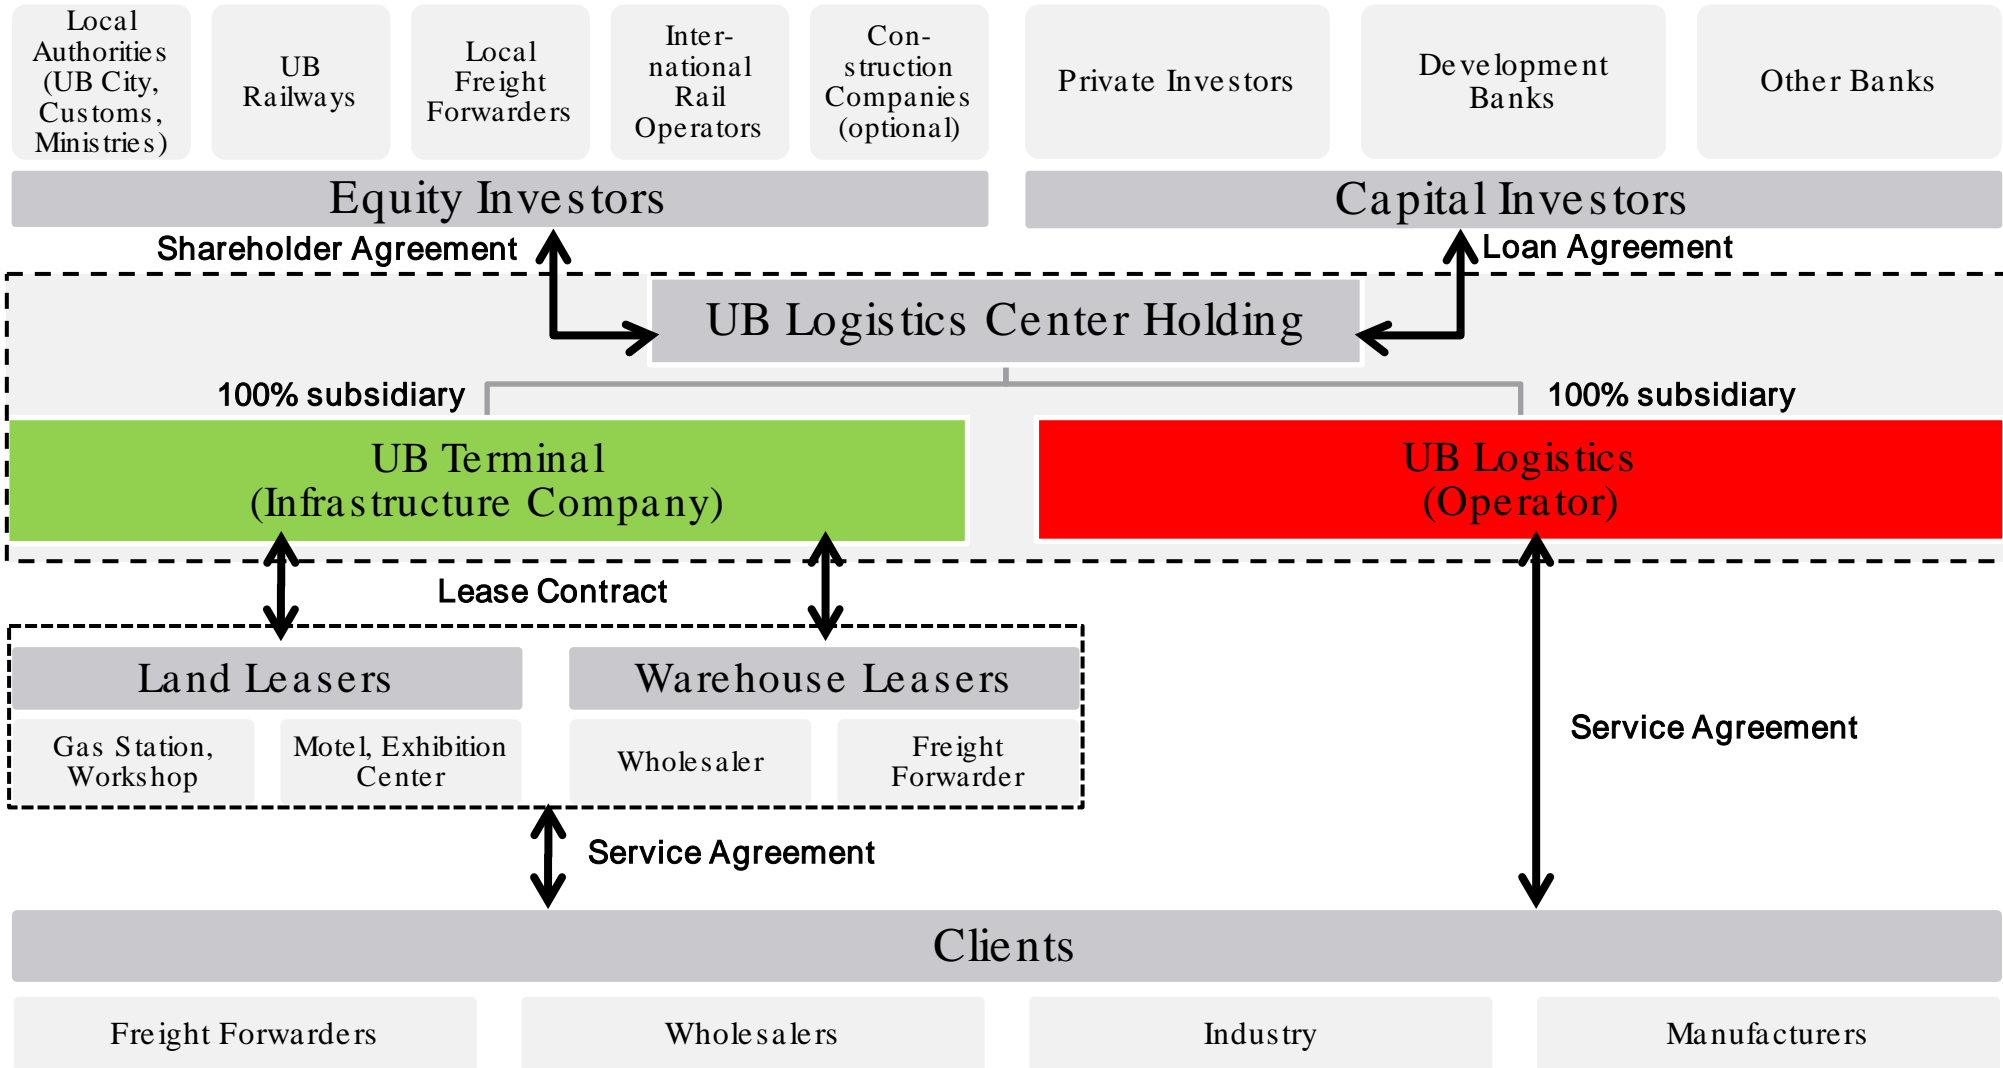 Local
Authorities
(UB City,
Customs,
Ministries)
UB
Railways
Local
Freight
Forwarders
Inter-
national
Rail
Operators
Con-
struction
Companies
(optional)
Private Investors
Development
Banks
Other Banks
Equity Investors
Capital Investors
Shareholder Agreement
Loan Agreement
UB Logistics Center Holding
100% subsidiary
100% subsidiary
UB Terminal
(Infrastructure Company)
UB Logistics
(Operator)
Lease Contract
Land Leasers
Warehouse Leasers
Gas Station,
Workshop
Motel, Exhibition
Center
Wholesaler
Freight
Forwarder
Service Agreement
Service Agreement
Clients
Freight Forwarders
Wholesalers
Industry
Manufacturers